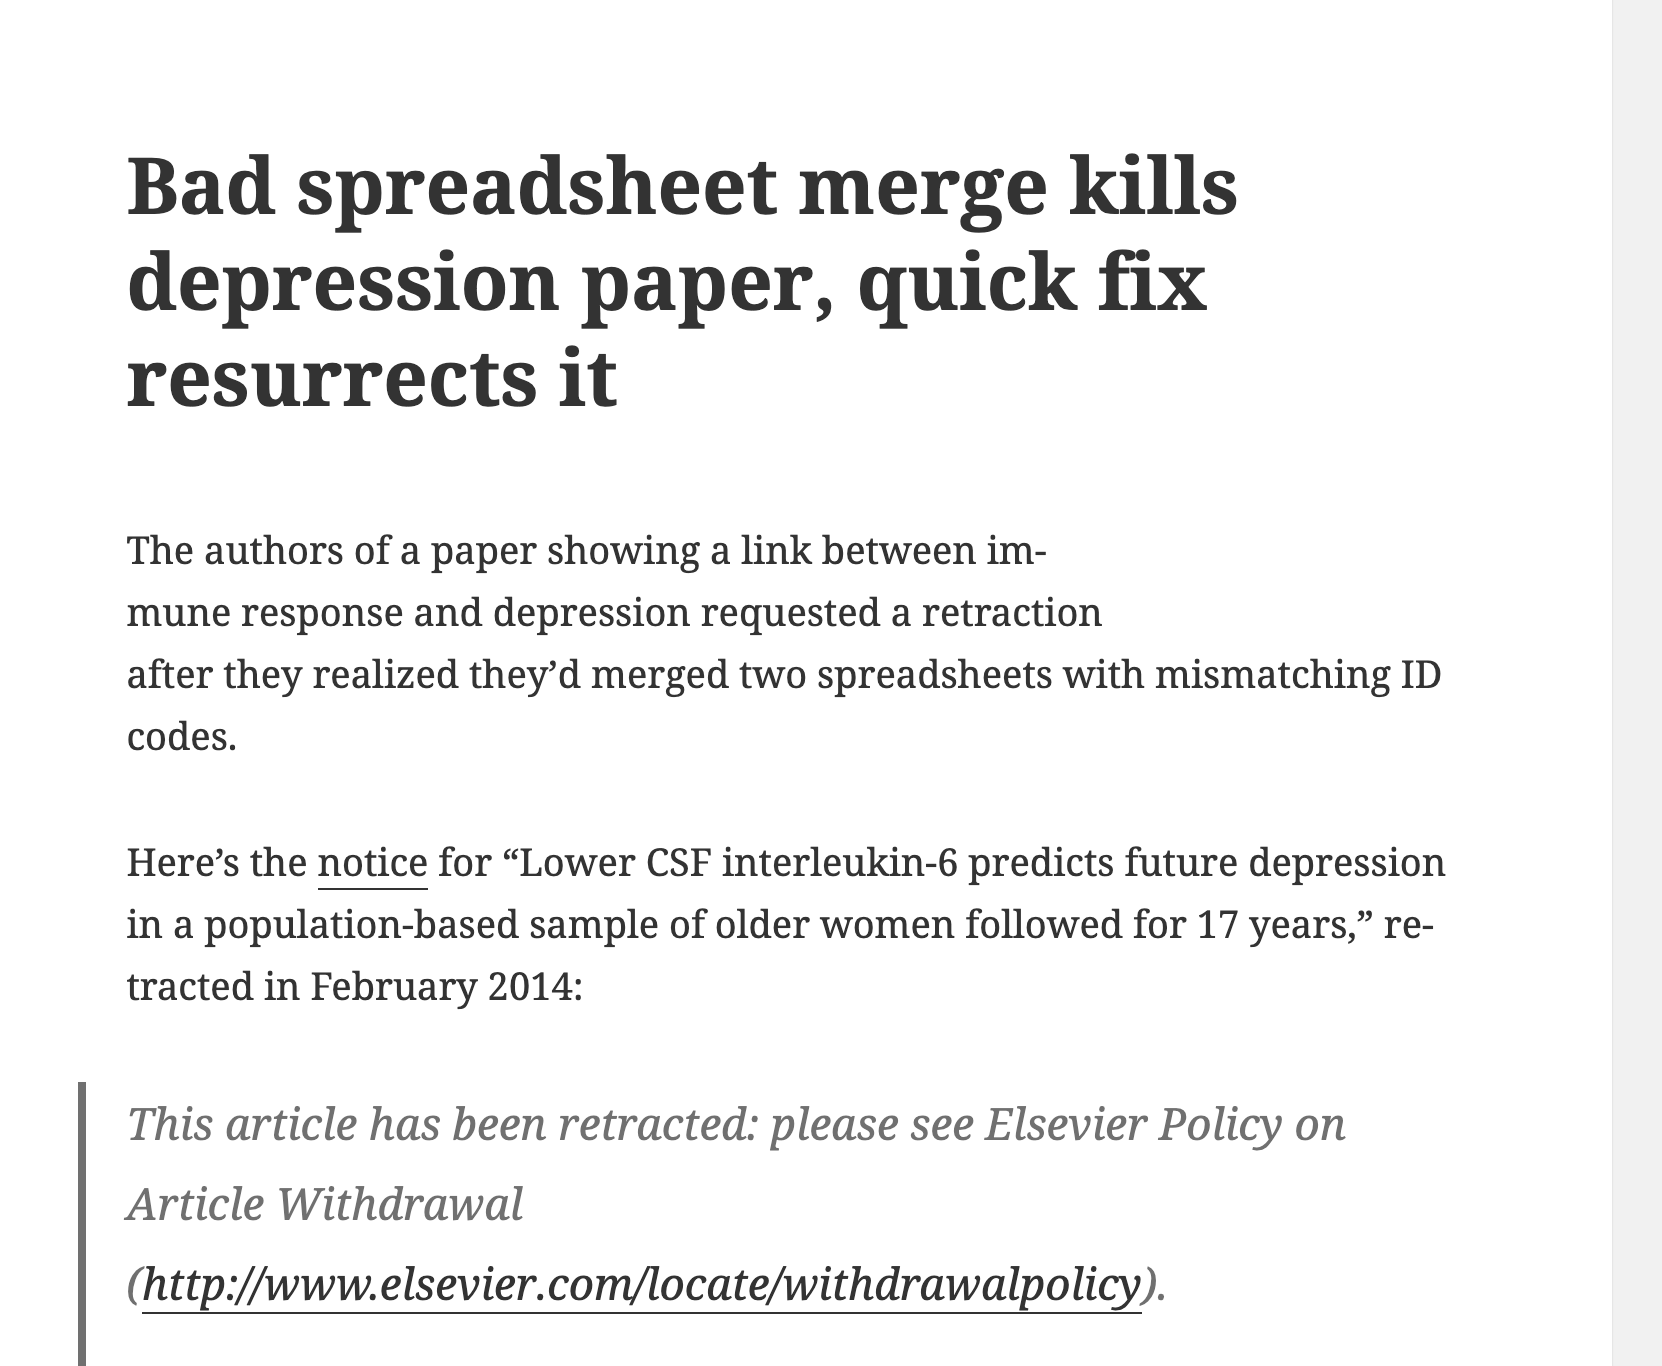 Bad spreadsheet merge kills
depression paper, quick fix
resurrects it
The authors of a paper showing a link between im-
mune response and depression requested a retraction
after they realized they’d merged two spreadsheets with mismatching ID
codes.
Here’s the notice for “Lower CSF interleukin-6 predicts future depression
in a population-based sample of older women followed for 17 years,” re-
tracted in February 2014:
This article has been retracted: please see Elsevier Policy on
Article Withdrawal
(http://www.elsevier.com/locate/withdrawalpolicy).